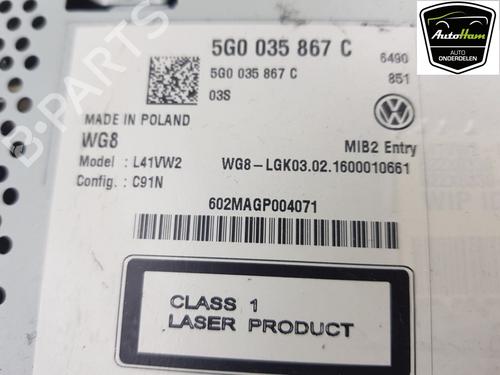 5G0 035 867 C
5G0 035 867 C
03S
6490
851
MADE IN POLAND
WG8
MIB2 Entry
Model : L41VW2
WG8-LGK03.02.1600010661
Config. : C91N
602MAGP004071
CLASS 1
LASER PRODUCT
AutoHam
AUTO
ONDERDELEN
B-Parts